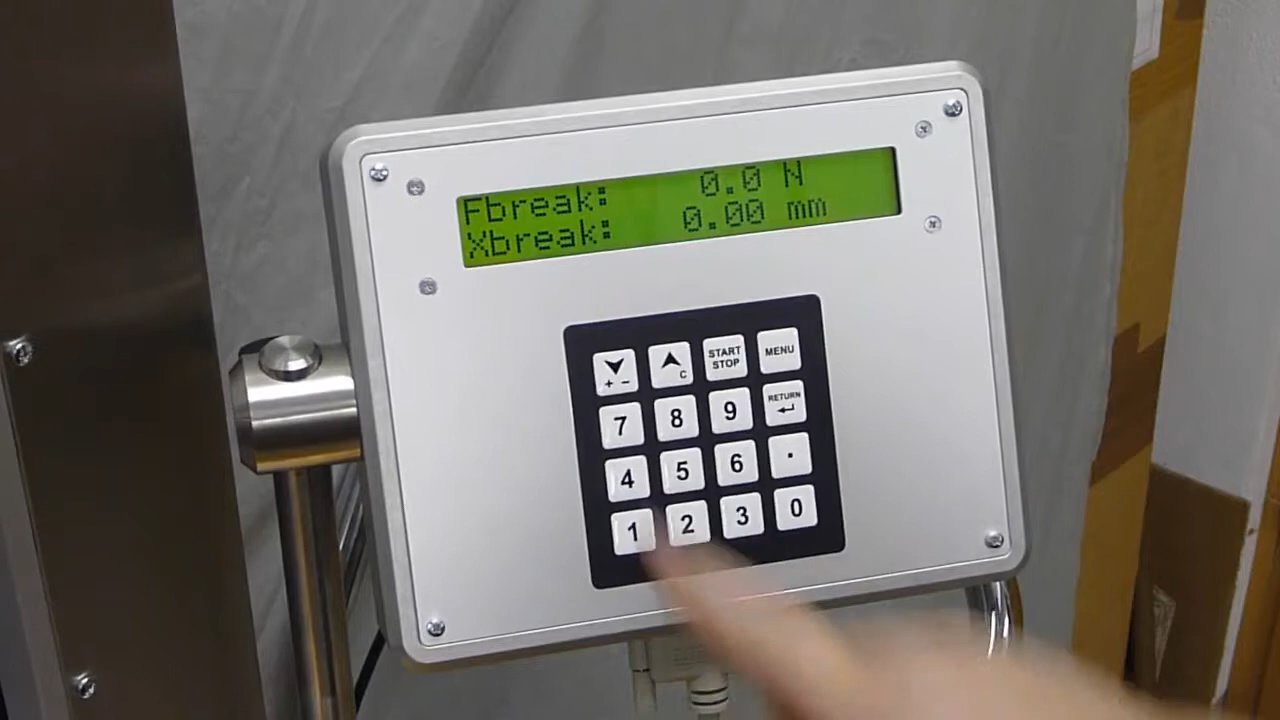 Fbreak: 0.0 N
Xbreak: 0.00 mm
+ − C START STOP MENU
7 8 9 RETURN
4 5 6 .
1 2 3 0